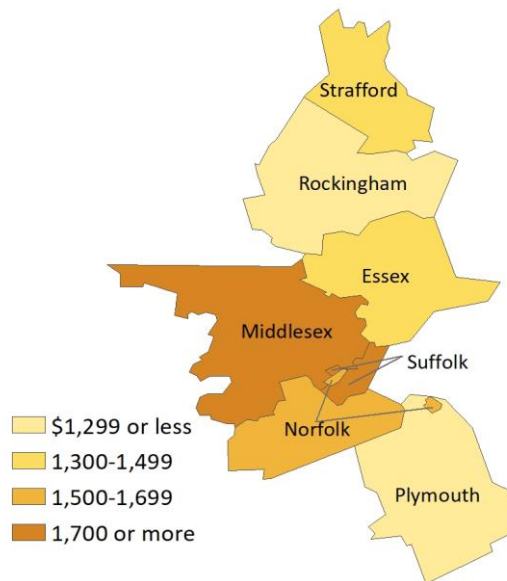 Strafford
Rockingham
Essex
Middlesex
Suffolk
Norfolk
Plymouth
$1,299 or less
1,300-1,499
1,500-1,699
1,700 or more